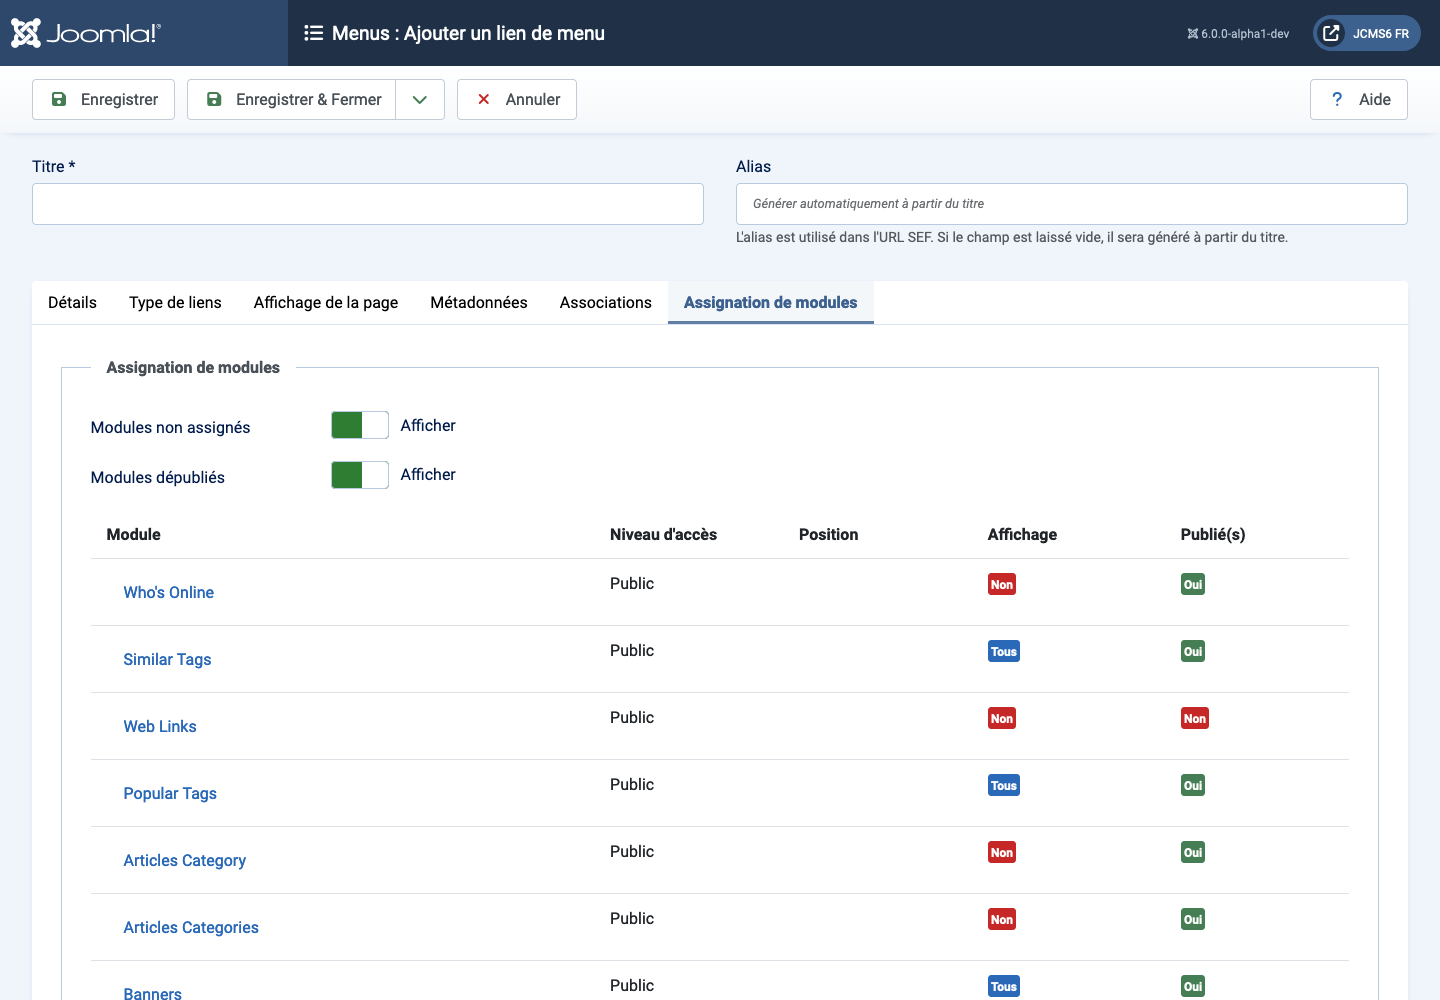 Joomla!®
Menus : Ajouter un lien de menu
6.0.0-alpha1-dev
JCMS6 FR
Enregistrer
Enregistrer & Fermer
Annuler
? Aide
Titre *
Alias
Générer automatiquement à partir du titre
L'alias est utilisé dans l'URL SEF. Si le champ est laissé vide, il sera généré à partir du titre.
Détails Type de liens Affichage de la page Métadonnées Associations Assignation de modules
Assignation de modules
Modules non assignés Afficher
Modules dépubliés Afficher
Module Niveau d'accès Position Affichage Publié(s)
Who's Online Public Non Oui
Similar Tags Public Tous Oui
Web Links Public Non Non
Popular Tags Public Tous Oui
Articles Category Public Non Oui
Articles Categories Public Non Oui
Banners Public Tous Oui